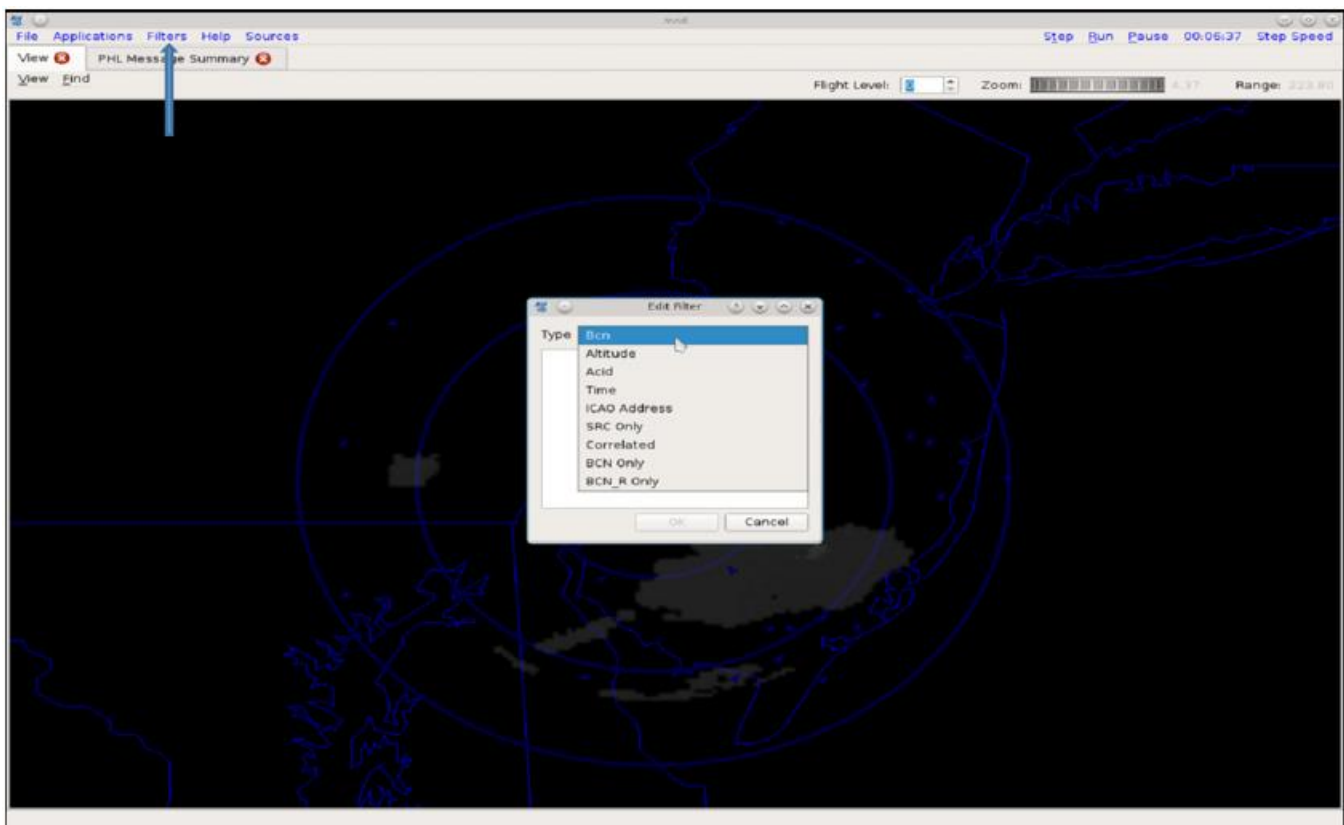 File Applications Filters Help Sources Step Run Pause 00:06:37 Step Speed
View PHL Message Summary
View Find
Flight Level: 0 Zoom: Range:
Edit Filter
Type Bcn
Altitude
Acid
Time
ICAO Address
SRC Only
Correlated
BCN Only
BCN_R Only
OK Cancel